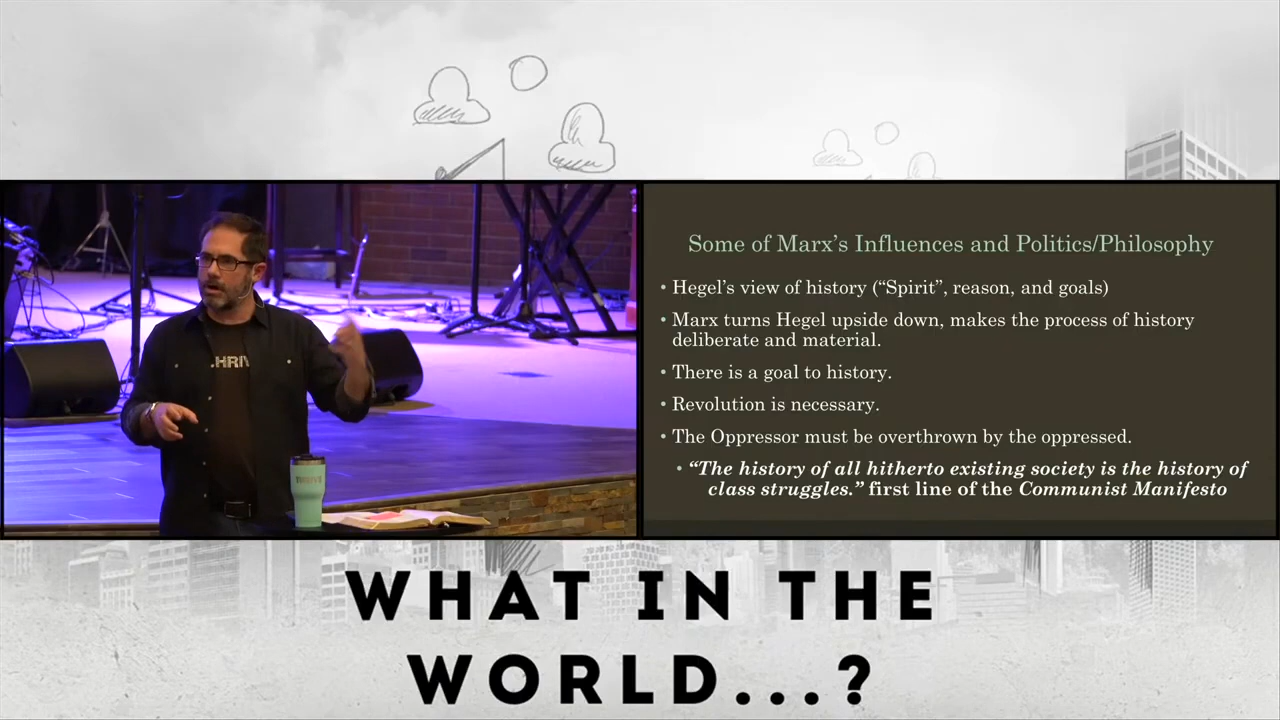 Some of Marx's Influences and Politics/Philosophy
• Hegel's view of history (“Spirit”, reason, and goals)
• Marx turns Hegel upside down, makes the process of history
deliberate and material.
• There is a goal to history.
• Revolution is necessary.
• The Oppressor must be overthrown by the oppressed.
• “The history of all hitherto existing society is the history of
class struggles.” first line of the Communist Manifesto
.HRIV
THRIVE
WHAT IN THE
WORLD...?